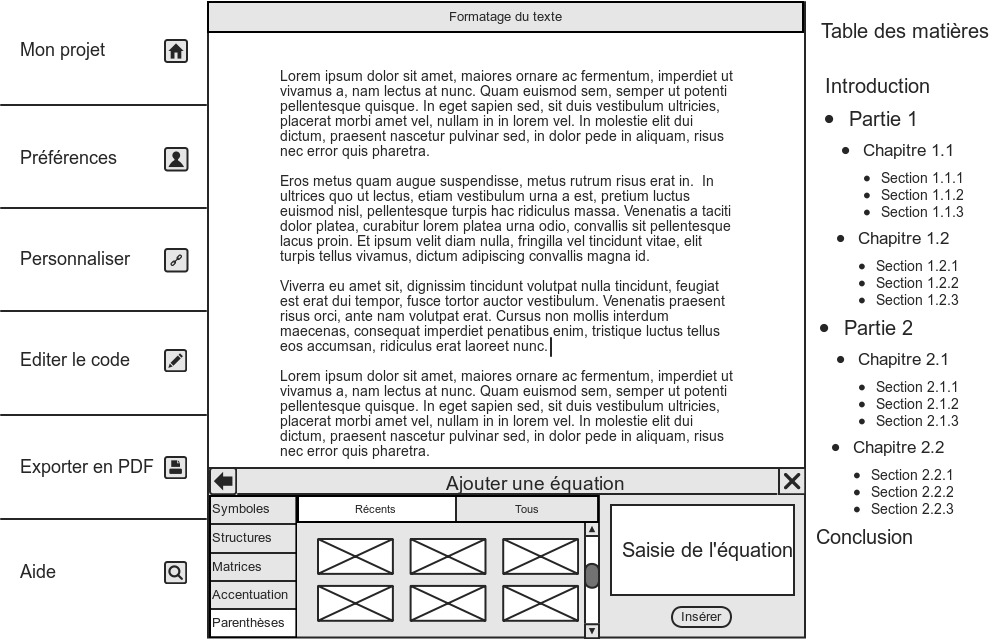 Mon projet
Préférences
Personnaliser
Editer le code
Exporter en PDF
Aide
Formatage du texte
Lorem ipsum dolor sit amet, maiores ornare ac fermentum, imperdiet ut
vivamus a, nam lectus at nunc. Quam euismod sem, semper ut potenti
pellentesque quisque. In eget sapien sed, sit duis vestibulum ultricies,
placerat morbi amet vel, nullam in in lorem vel. In molestie elit dui
dictum, praesent nascetur pulvinar sed, in dolor pede in aliquam, risus
nec error quis pharetra.
Eros metus quam augue suspendisse, metus rutrum risus erat in.  In
ultrices quo ut lectus, etiam vestibulum urna a est, pretium luctus
euismod nisl, pellentesque turpis hac ridiculus massa. Venenatis a taciti
dolor platea, curabitur lorem platea urna odio, convallis sit pellentesque
lacus proin. Et ipsum velit diam nulla, fringilla vel tincidunt vitae, elit
turpis tellus vivamus, dictum adipiscing convallis magna id.
Viverra eu amet sit, dignissim tincidunt volutpat nulla tincidunt, feugiat
est erat dui tempor, fusce tortor auctor vestibulum. Venenatis praesent
risus orci, ante nam volutpat erat. Cursus non mollis interdum
maecenas, consequat imperdiet penatibus enim, tristique luctus tellus
eos accumsan, ridiculus erat laoreet nunc.
Lorem ipsum dolor sit amet, maiores ornare ac fermentum, imperdiet ut
vivamus a, nam lectus at nunc. Quam euismod sem, semper ut potenti
pellentesque quisque. In eget sapien sed, sit duis vestibulum ultricies,
placerat morbi amet vel, nullam in in lorem vel. In molestie elit dui
dictum, praesent nascetur pulvinar sed, in dolor pede in aliquam, risus
nec error quis pharetra.
Ajouter une équation
Symboles
Structures
Matrices
Accentuation
Parenthèses
Récents
Tous
Saisie de l'équation
Insérer
Table des matières
Introduction
Partie 1
Chapitre 1.1
Section 1.1.1
Section 1.1.2
Section 1.1.3
Chapitre 1.2
Section 1.2.1
Section 1.2.2
Section 1.2.3
Partie 2
Chapitre 2.1
Section 2.1.1
Section 2.1.2
Section 2.1.3
Chapitre 2.2
Section 2.2.1
Section 2.2.2
Section 2.2.3
Conclusion